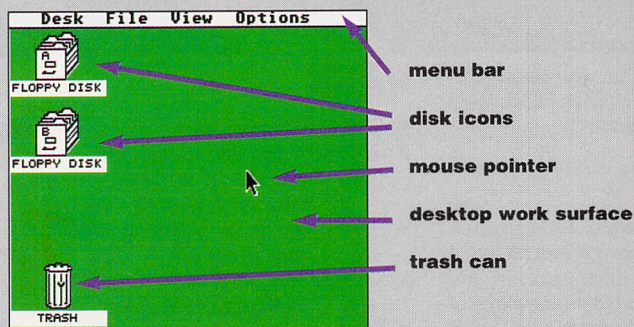 Desk File View Options
A
FLOPPY DISK
B
FLOPPY DISK
TRASH
menu bar
disk icons
mouse pointer
desktop work surface
trash can